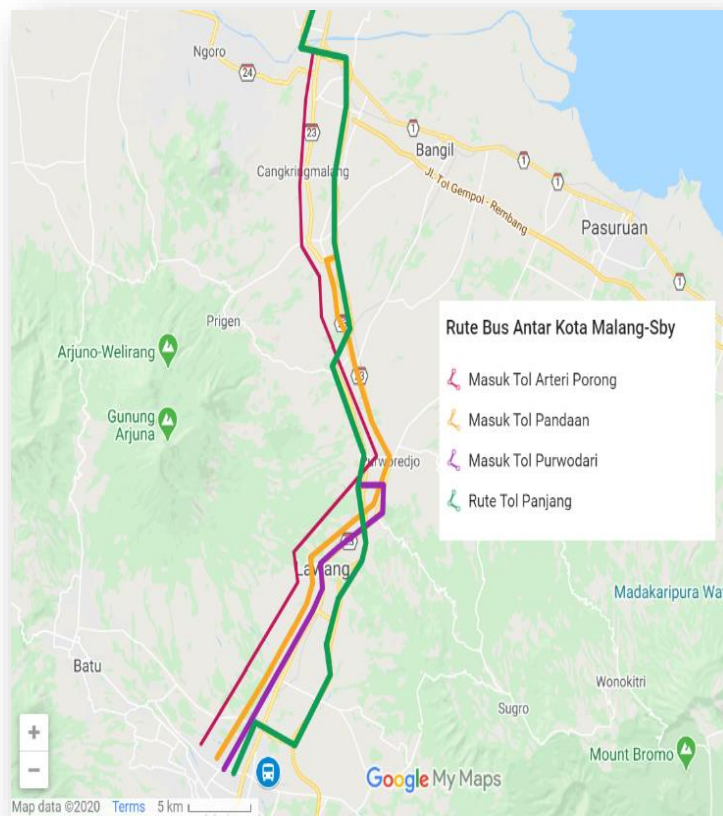 Ngoro
24
1
23
1
Bangil
Cangkringmalang
1
Jl. Tol Gempol - Rembang
Pasuruan
1
Prigen
Arjuno-Welirang
Gunung
Arjuna
Rute Bus Antar Kota Malang-Sby
Masuk Tol Arteri Porong
Masuk Tol Pandaan
Masuk Tol Purwodari
Rute Tol Panjang
Lawang
Madakaripura Wa
Batu
Wonokitri
Sugro
Mount Bromo
+
−
Google My Maps
Map data ©2020 Terms 5 km